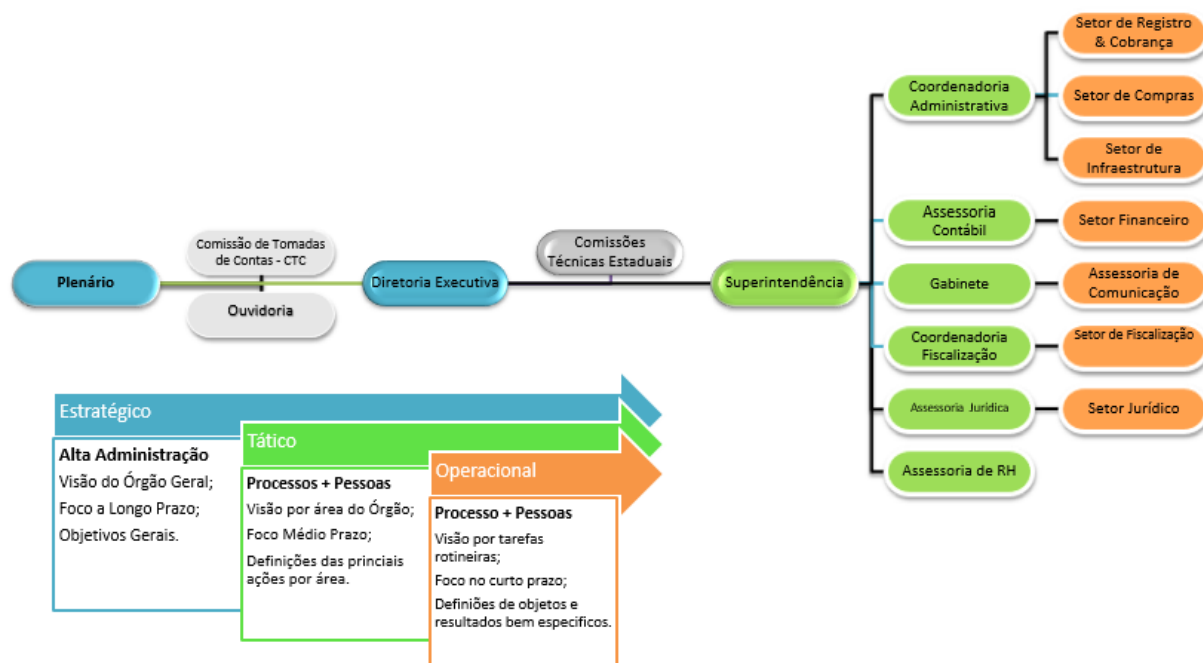 Setor de Registro
& Cobrança
Coordenadoria
Administrativa
Setor de Compras
Setor de
Infraestrutura
Assessoria
Contábil
Setor Financeiro
Comissão de Tomadas
de Contas - CTC
Comissões
Técnicas Estaduais
Plenário
Diretoria Executiva
Superintendência
Gabinete
Assessoria de
Comunicação
Ouvidoria
Coordenadoria
Fiscalização
Setor de Fiscalização
Assessoria Jurídica
Setor Jurídico
Assessoria de RH
Estratégico
Alta Administração
Visão do Órgão Geral;
Foco a Longo Prazo;
Objetivos Gerais.
Tático
Processos + Pessoas
Visão por área do Órgão;
Foco Médio Prazo;
Definições das princiais
ações por área.
Operacional
Processo + Pessoas
Visão por tarefas
rotineiras;
Foco no curto prazo;
Definiões de objetos e
resultados bem especificos.